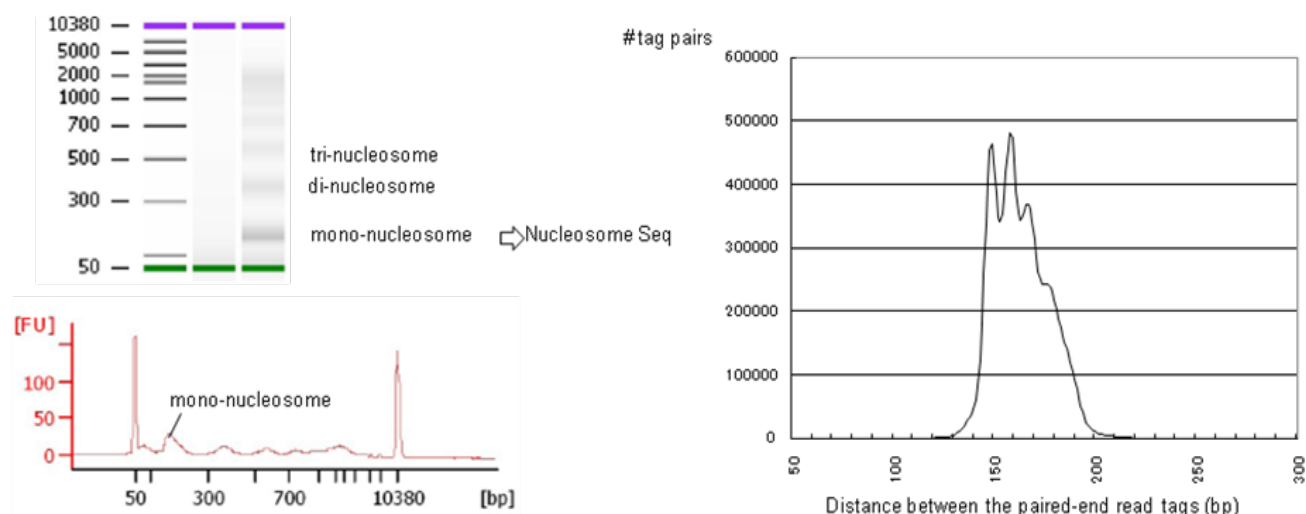 10380
5000
2000
1000
700
500
300
50
tri-nucleosome
di-nucleosome
mono-nucleosome ⇨ Nucleosome Seq
[FU]
100
50
0
mono-nucleosome
50 300 700 10380 [bp]
#tag pairs
600000
500000
400000
300000
200000
100000
0
50 100 150 200 250 300
Distance between the paired-end read tags (bp)